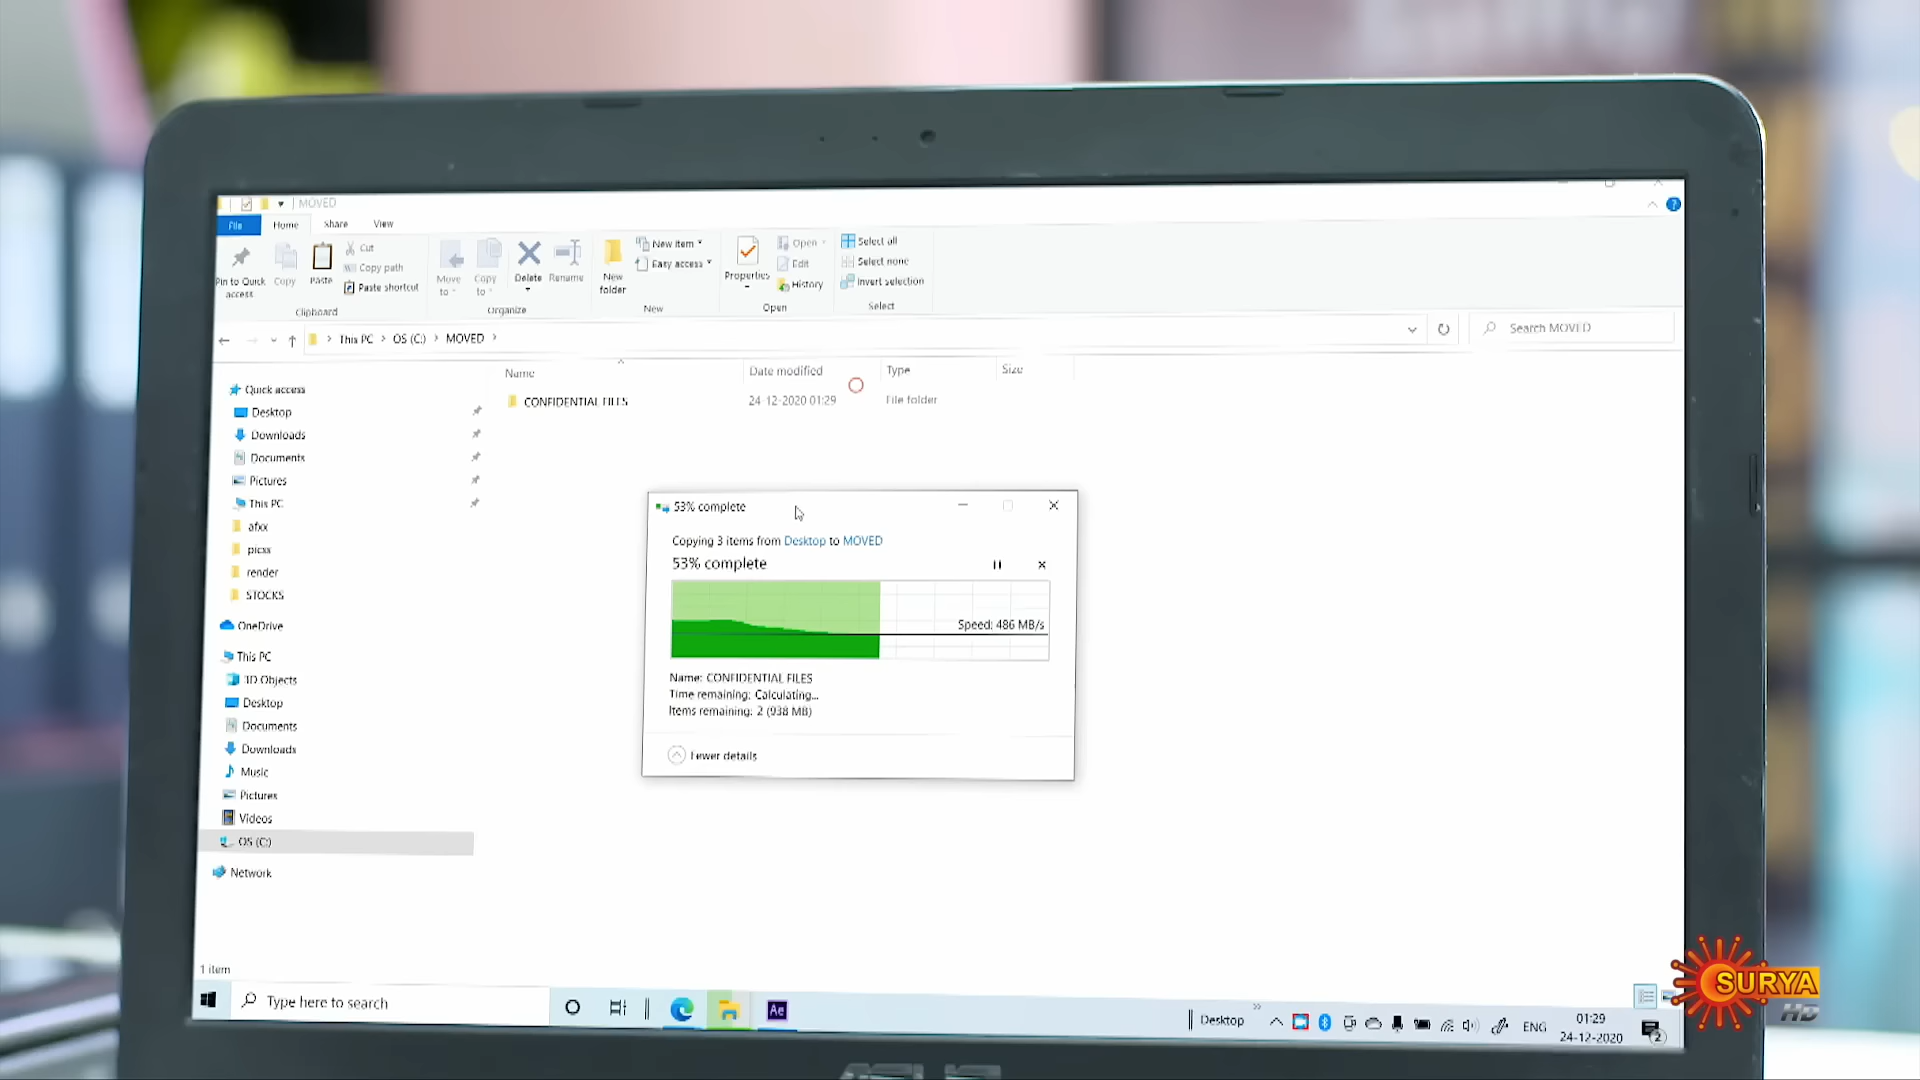 MOVED
File Home Share View
Pin to Quick access
Copy
Paste
Cut
Copy path
Paste shortcut
Clipboard
Move to
Copy to
Delete
Rename
Organize
New folder
New item
Easy access
New
Properties
Open
Edit
History
Open
Select all
Select none
Invert selection
Select
This PC > OS (C:) > MOVED >
Search MOVED
Name Date modified Type Size
CONFIDENTIAL FILES 24-12-2020 01:29 File folder
Quick access
Desktop
Downloads
Documents
Pictures
This PC
afxx
picxx
render
STOCKS
OneDrive
This PC
3D Objects
Desktop
Documents
Downloads
Music
Pictures
Videos
OS (C:)
Network
53% complete
Copying 3 items from Desktop to MOVED
53% complete
Speed: 486 MB/s
Name: CONFIDENTIAL FILES
Time remaining: Calculating...
Items remaining: 2 (938 MB)
Fewer details
1 item
Type here to search
Ae
Desktop
ENG
01:29
24-12-2020
2
SURYA
HD